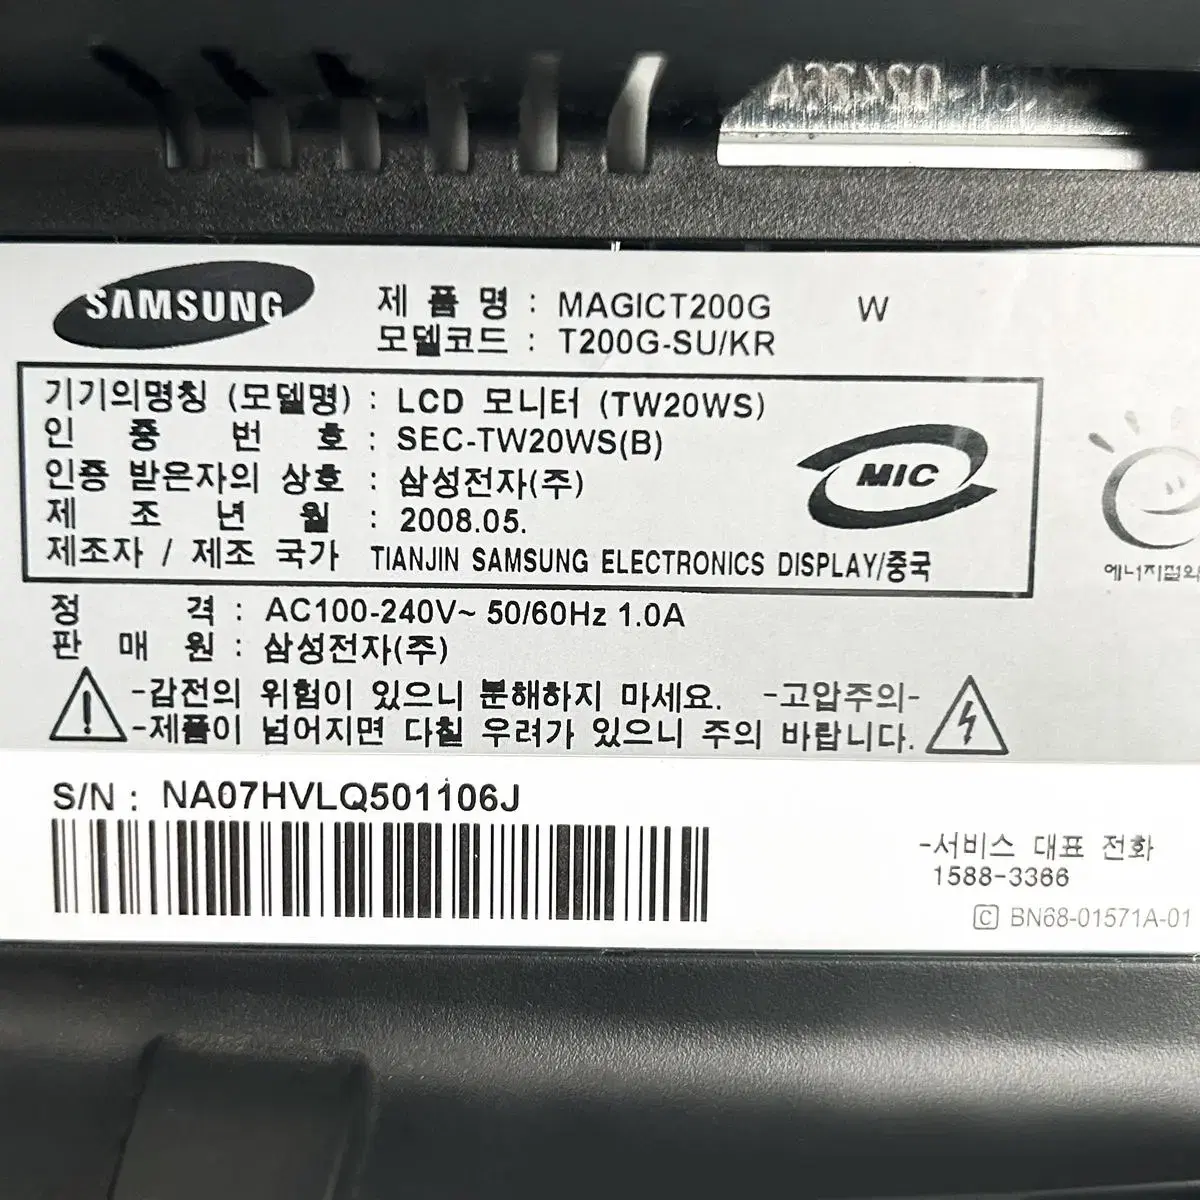 SAMSUNG
제 품 명 : MAGICT200G W
모델코드 : T200G-SU/KR
기기의명칭 (모델명) : LCD 모니터 (TW20WS)
인 증 번 호 : SEC-TW20WS(B)
인증 받은자의 상호 : 삼성전자(주)
제 조 년 월 : 2008.05.
제조자 / 제조 국가 TIANJIN SAMSUNG ELECTRONICS DISPLAY/중국
MIC
정 격 : AC100-240V~ 50/60Hz 1.0A
판 매 원 : 삼성전자(주)
-감전의 위험이 있으니 분해하지 마세요. -고압주의-
-제품이 넘어지면 다칠 우려가 있으니 주의 바랍니다.
S/N : NA07HVLQ501106J
-서비스 대표 전화
1588-3366
C BN68-01571A-01